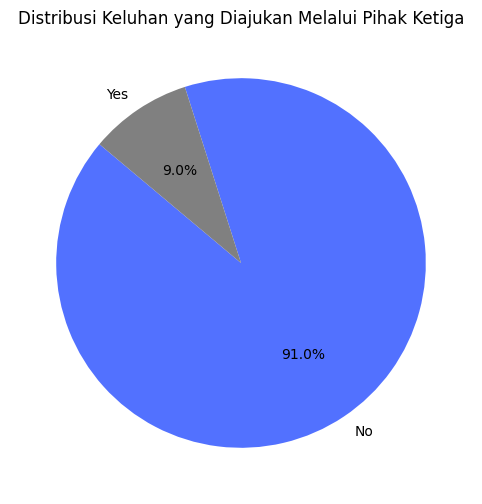 Distribusi Keluhan yang Diajukan Melalui Pihak Ketiga
Yes
9.0%
91.0%
No